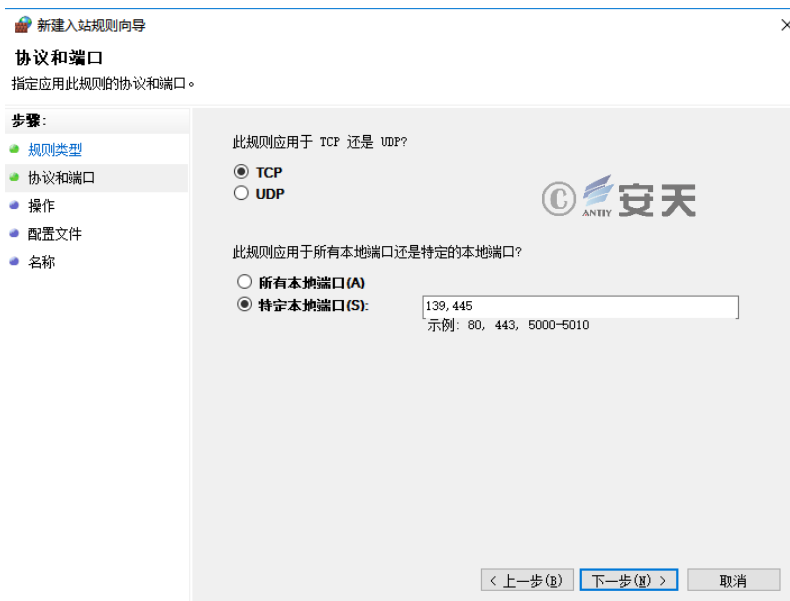 新建入站规则向导
协议和端口
指定应用此规则的协议和端口。
步骤:
规则类型
协议和端口
操作
配置文件
名称
此规则应用于 TCP 还是 UDP?
TCP
UDP
© ANTIY 安天
此规则应用于所有本地端口还是特定的本地端口?
所有本地端口(A)
特定本地端口(S):
139,445
示例: 80, 443, 5000-5010
< 上一步(B)
下一步(N) >
取消